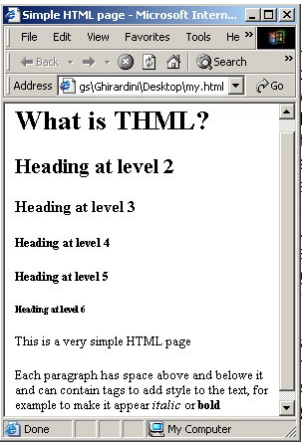 Simple HTML page - Microsoft Intern...
File Edit View Favorites Tools He »
Back Search »
Address gs\Ghirardini\Desktop\my.html Go
What is THML?
Heading at level 2
Heading at level 3
Heading at level 4
Heading at level 5
Heading at level 6
This is a very simple HTML page
Each paragraph has space above and belowe it
and can contain tags to add style to the text, for
example to make it appear italic or bold
Done My Computer